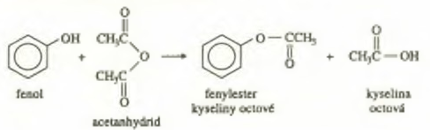 OH
+
O
CH₃C
O
CH₃C
O
O — CCH₃
O
+
O
CH₃C — OH
fenol
acetanhydrid
fenylester
kyseliny octové
kyselina
octová